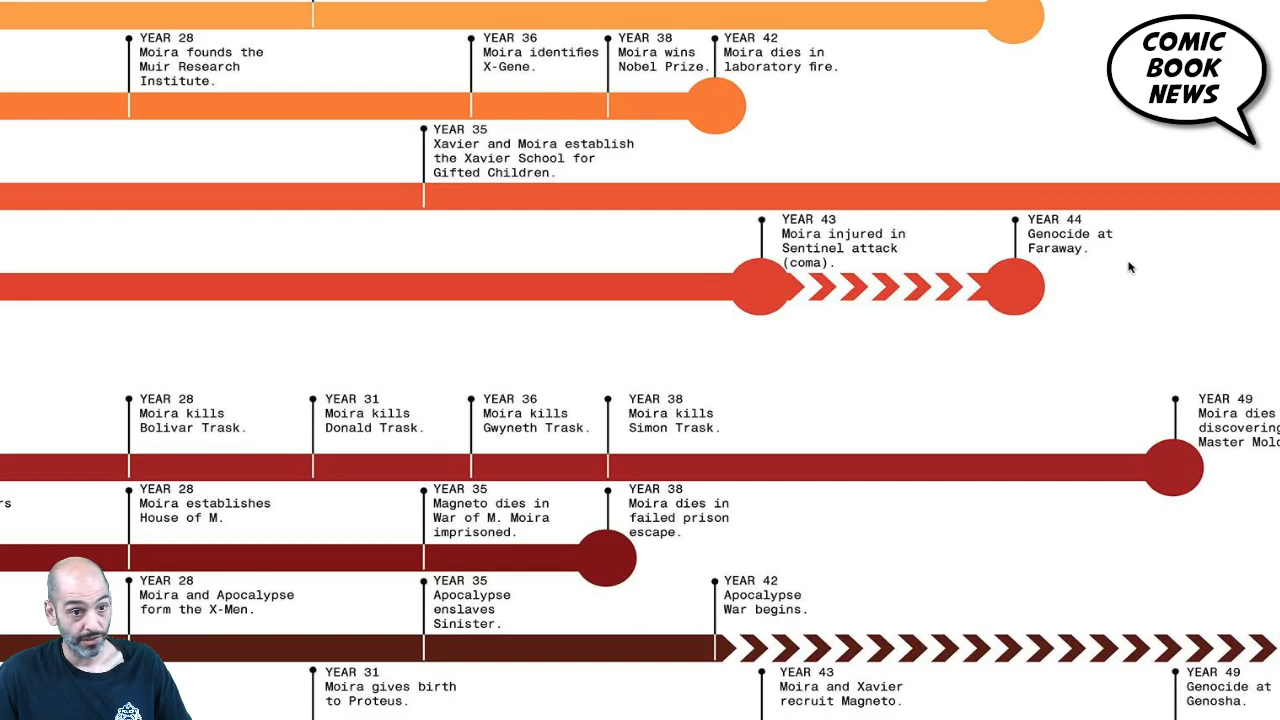 COMIC
BOOK
NEWS
YEAR 28
Moira founds the
Muir Research
Institute.
YEAR 36
Moira identifies
X-Gene.
YEAR 38
Moira wins
Nobel Prize.
YEAR 42
Moira dies in
laboratory fire.
YEAR 35
Xavier and Moira establish
the Xavier School for
Gifted Children.
YEAR 43
Moira injured in
Sentinel attack
(coma).
YEAR 44
Genocide at
Faraway.
YEAR 28
Moira kills
Bolivar Trask.
YEAR 31
Moira kills
Donald Trask.
YEAR 36
Moira kills
Gwyneth Trask.
YEAR 38
Moira kills
Simon Trask.
YEAR 49
Moira dies
discovering
Master Mol
rs
YEAR 28
Moira establishes
House of M.
YEAR 35
Magneto dies in
War of M. Moira
imprisoned.
YEAR 38
Moira dies in
failed prison
escape.
YEAR 28
Moira and Apocalypse
form the X-Men.
YEAR 35
Apocalypse
enslaves
Sinister.
YEAR 42
Apocalypse
War begins.
YEAR 31
Moira gives birth
to Proteus.
YEAR 43
Moira and Xavier
recruit Magneto.
YEAR 49
Genocide at
Genosha.